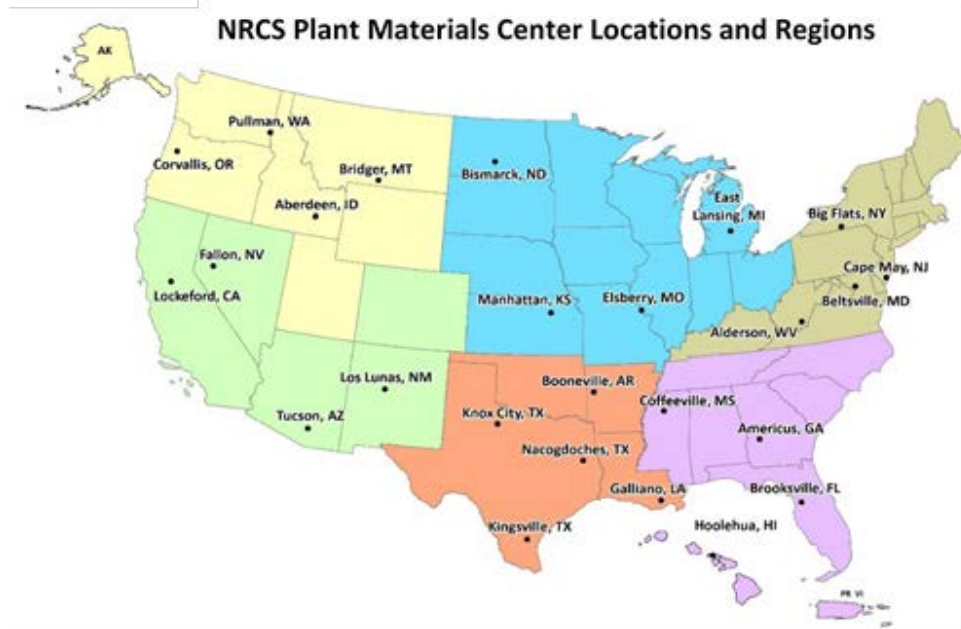 NRCS Plant Materials Center Locations and Regions
AK
Pullman, WA
Corvallis, OR
Bridger, MT
Aberdeen, ID
Bismarck, ND
East
Lansing, MI
Big Flats, NY
Fallon, NV
Lockeford, CA
Cape May, NJ
Beltsville, MD
Manhattan, KS
Elsberry, MO
Alderson, WV
Los Lunas, NM
Tucson, AZ
Booneville, AR
Knox City, TX
Coffeeville, MS
Americus, GA
Nacogdoches, TX
Galliano, LA
Brooksville, FL
Kingsville, TX
Hoolehua, HI
PR VI